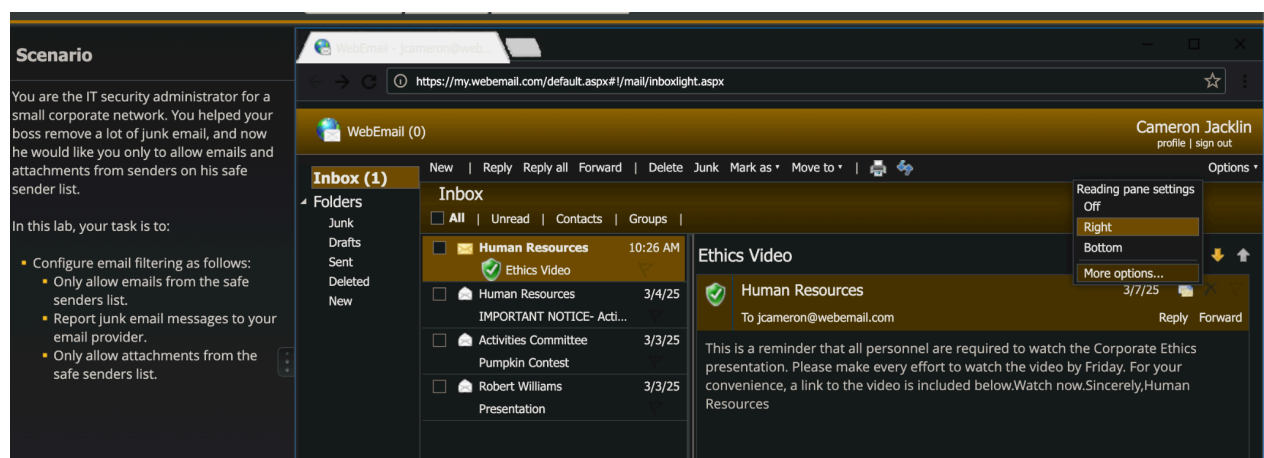 Scenario
You are the IT security administrator for a
small corporate network. You helped your
boss remove a lot of junk email, and now
he would like you only to allow emails and
attachments from senders on his safe
sender list.
In this lab, your task is to:
Configure email filtering as follows:
Only allow emails from the safe
senders list.
Report junk email messages to your
email provider.
Only allow attachments from the
safe senders list.
WebEmail - jcameron@web...
https://my.webemail.com/default.aspx#!/mail/inboxlight.aspx
WebEmail (0)
Cameron Jacklin
profile | sign out
New | Reply Reply all Forward | Delete Junk Mark as Move to | Options
Inbox (1)
Folders
Junk
Drafts
Sent
Deleted
New
Inbox
All | Unread | Contacts | Groups |
Human Resources 10:26 AM
Ethics Video
Human Resources 3/4/25
IMPORTANT NOTICE- Acti...
Activities Committee 3/3/25
Pumpkin Contest
Robert Williams 3/3/25
Presentation
Reading pane settings
Off
Right
Bottom
More options...
Ethics Video
Human Resources 3/7/25
To jcameron@webemail.com Reply Forward
This is a reminder that all personnel are required to watch the Corporate Ethics
presentation. Please make every effort to watch the video by Friday. For your
convenience, a link to the video is included below.Watch now.Sincerely,Human
Resources